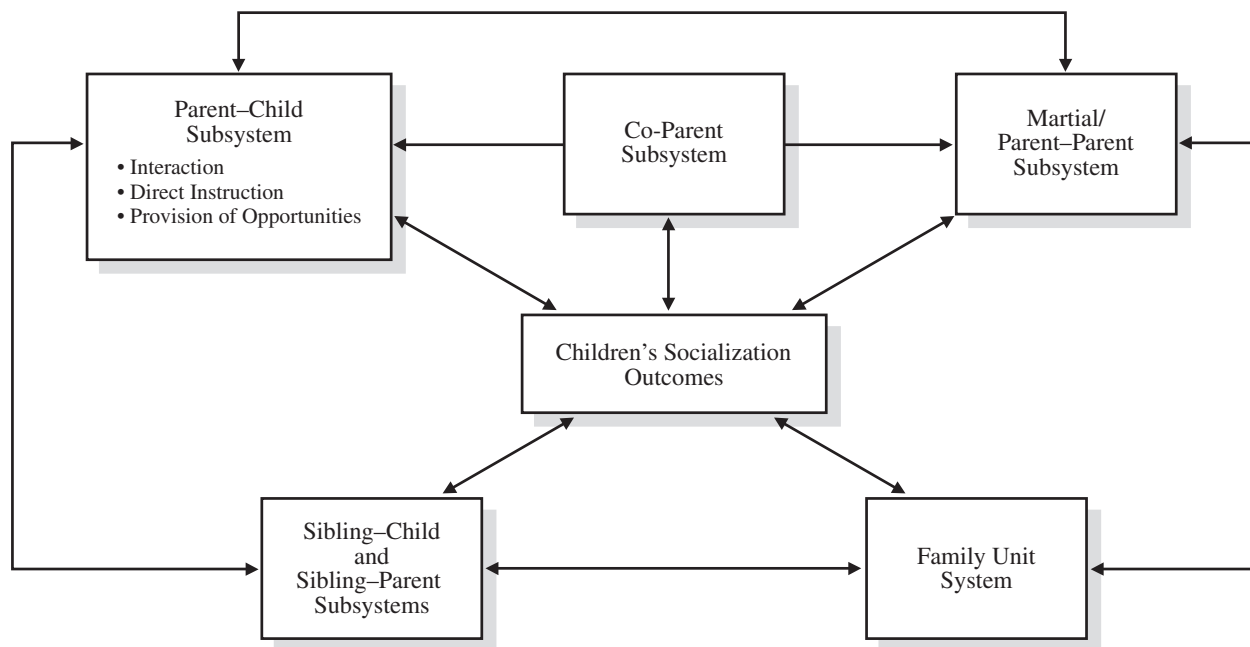 Parent–Child
Subsystem
• Interaction
• Direct Instruction
• Provision of Opportunities
Co-Parent
Subsystem
Martial/
Parent–Parent
Subsystem
Children’s Socialization
Outcomes
Sibling–Child
and
Sibling–Parent
Subsystems
Family Unit
System